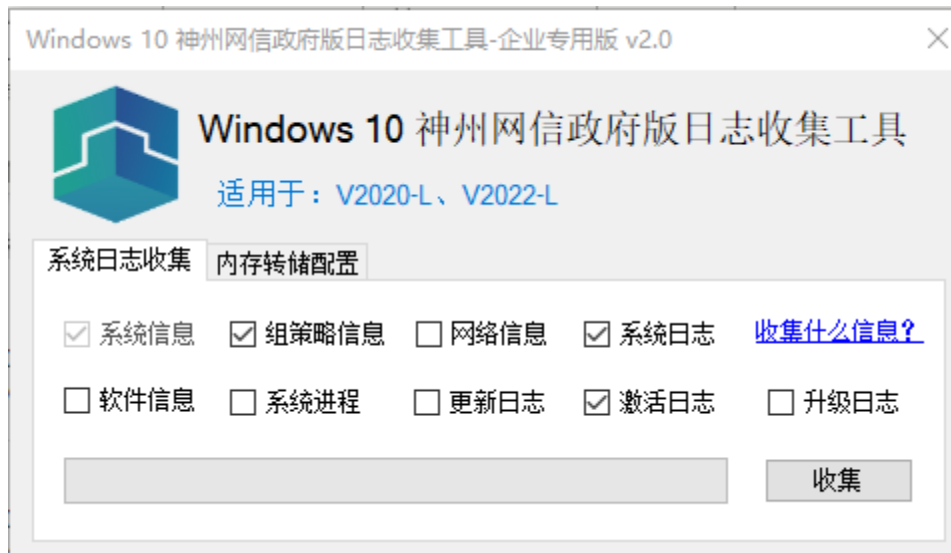 Windows 10 神州网信政府版日志收集工具-企业专用版 v2.0
Windows 10 神州网信政府版日志收集工具
适用于：V2020-L、V2022-L
系统日志收集 内存转储配置
系统信息 组策略信息 网络信息 系统日志 收集什么信息？
软件信息 系统进程 更新日志 激活日志 升级日志
收集